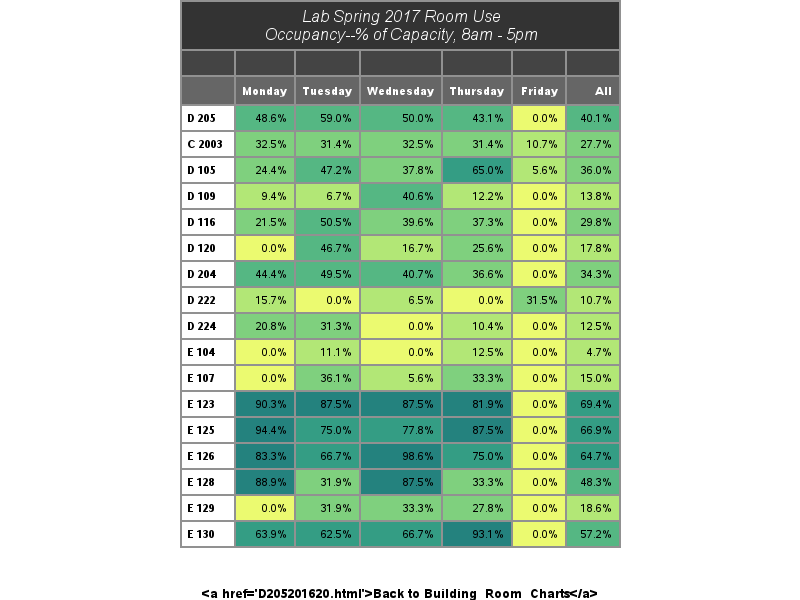 Lab Spring 2017 Room Use
Occupancy--% of Capacity, 8am - 5pm
Monday Tuesday Wednesday Thursday Friday All
D 205 48.6% 59.0% 50.0% 43.1% 0.0% 40.1%
C 2003 32.5% 31.4% 32.5% 31.4% 10.7% 27.7%
D 105 24.4% 47.2% 37.8% 65.0% 5.6% 36.0%
D 109 9.4% 6.7% 40.6% 12.2% 0.0% 13.8%
D 116 21.5% 50.5% 39.6% 37.3% 0.0% 29.8%
D 120 0.0% 46.7% 16.7% 25.6% 0.0% 17.8%
D 204 44.4% 49.5% 40.7% 36.6% 0.0% 34.3%
D 222 15.7% 0.0% 6.5% 0.0% 31.5% 10.7%
D 224 20.8% 31.3% 0.0% 10.4% 0.0% 12.5%
E 104 0.0% 11.1% 0.0% 12.5% 0.0% 4.7%
E 107 0.0% 36.1% 5.6% 33.3% 0.0% 15.0%
E 123 90.3% 87.5% 87.5% 81.9% 0.0% 69.4%
E 125 94.4% 75.0% 77.8% 87.5% 0.0% 66.9%
E 126 83.3% 66.7% 98.6% 75.0% 0.0% 64.7%
E 128 88.9% 31.9% 87.5% 33.3% 0.0% 48.3%
E 129 0.0% 31.9% 33.3% 27.8% 0.0% 18.6%
E 130 63.9% 62.5% 66.7% 93.1% 0.0% 57.2%
<a href='D205201620.html'>Back to Building_Room_Charts</a>